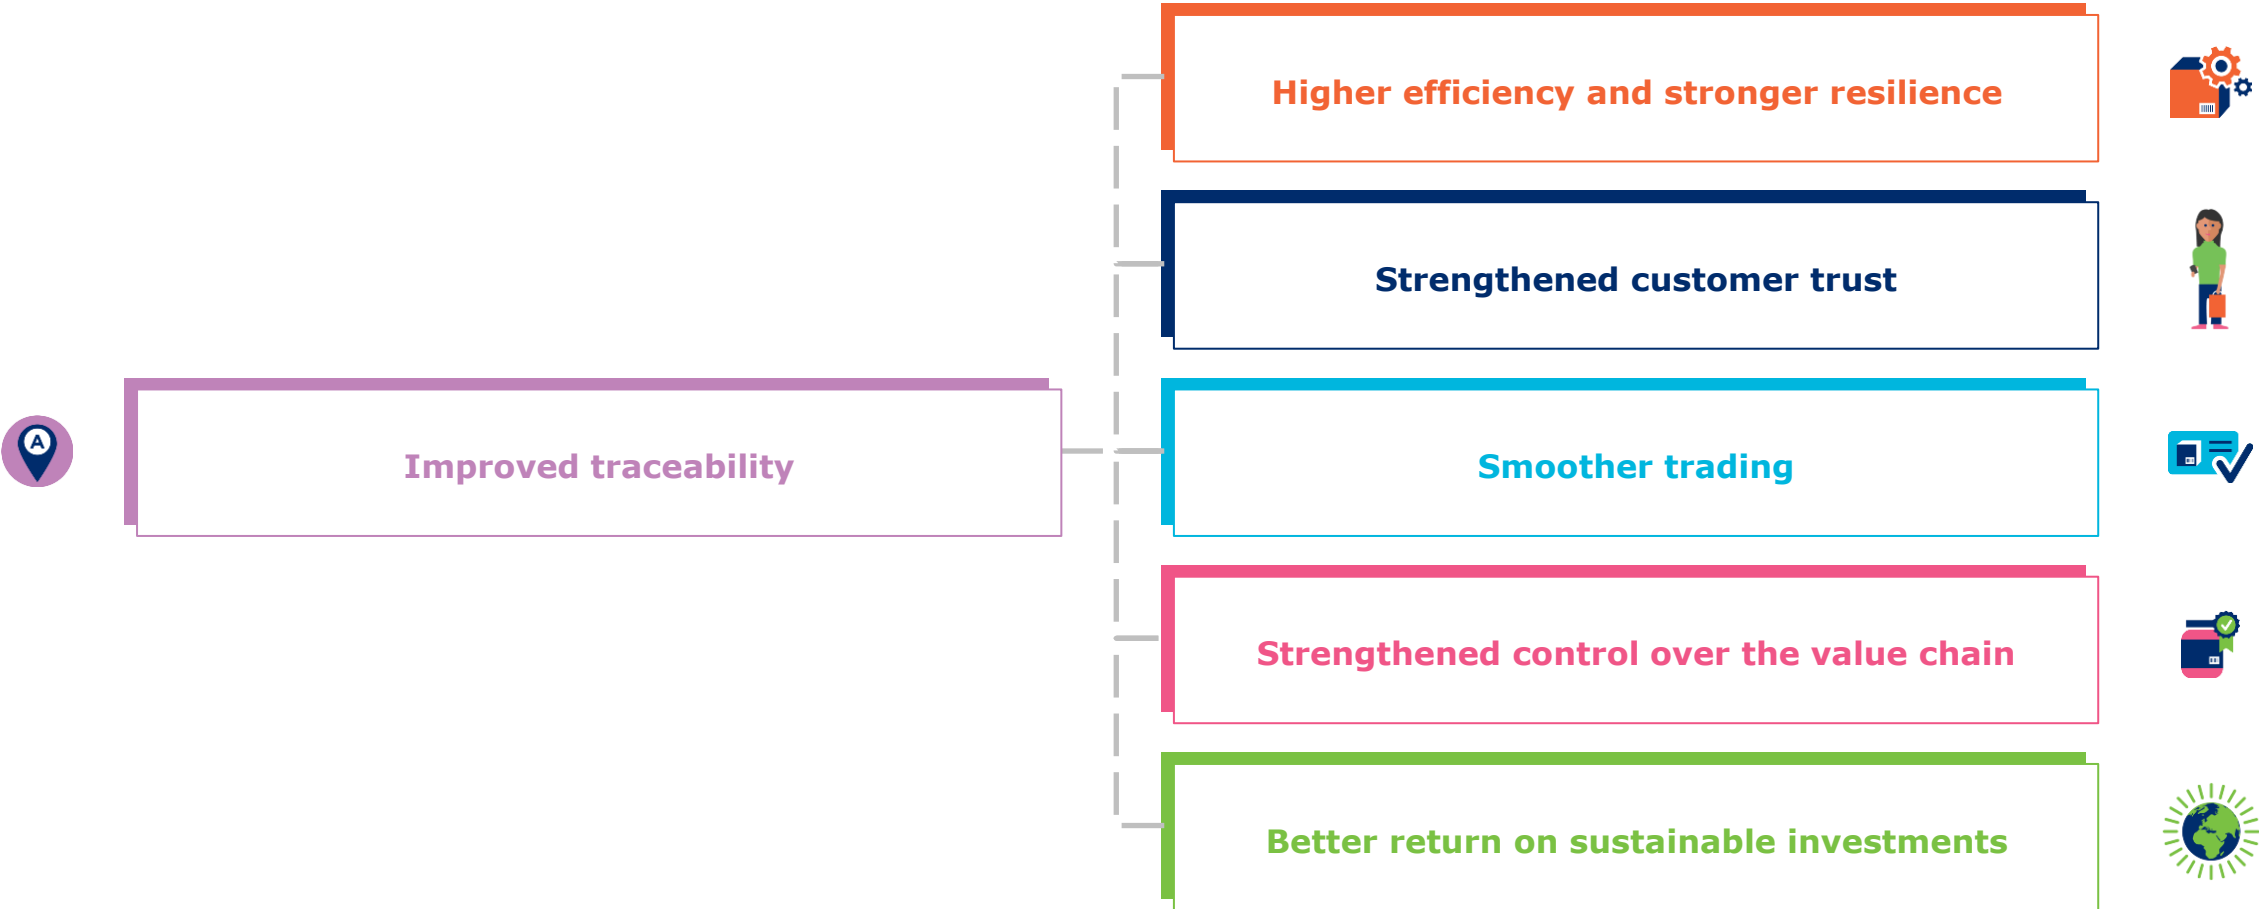 Higher efficiency and stronger resilience
Strengthened customer trust
A
Improved traceability
Smoother trading
Strengthened control over the value chain
Better return on sustainable investments